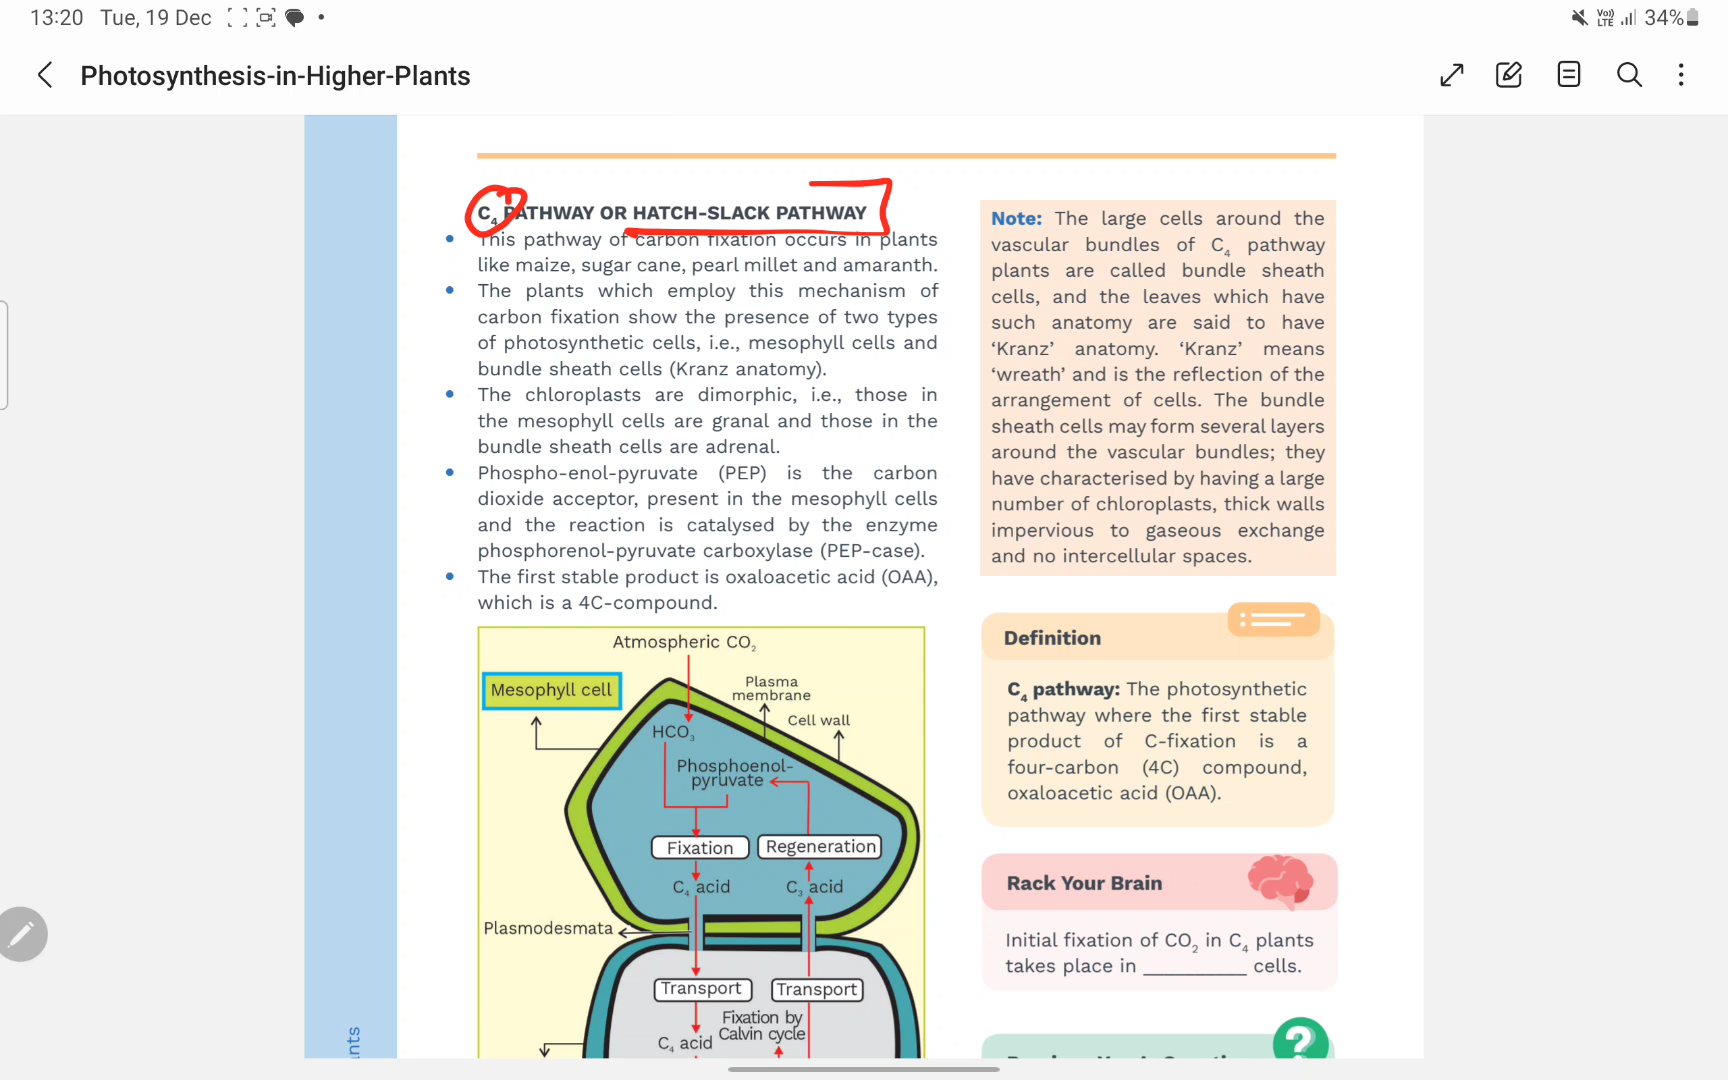 13:20 Tue, 19 Dec
Vo)) LTE 34%
Photosynthesis-in-Higher-Plants
C₄ PATHWAY OR HATCH-SLACK PATHWAY
• This pathway of carbon fixation occurs in plants
like maize, sugar cane, pearl millet and amaranth.
• The plants which employ this mechanism of
carbon fixation show the presence of two types
of photosynthetic cells, i.e., mesophyll cells and
bundle sheath cells (Kranz anatomy).
• The chloroplasts are dimorphic, i.e., those in
the mesophyll cells are granal and those in the
bundle sheath cells are adrenal.
• Phospho-enol-pyruvate (PEP) is the carbon
dioxide acceptor, present in the mesophyll cells
and the reaction is catalysed by the enzyme
phosphorenol-pyruvate carboxylase (PEP-case).
• The first stable product is oxaloacetic acid (OAA),
which is a 4C-compound.
Atmospheric CO₂
Mesophyll cell
Plasma
membrane
Cell wall
HCO₃
Phosphoenol-
pyruvate
Fixation
Regeneration
C₄ acid
C₃ acid
Plasmodesmata
Transport
Transport
Fixation by
Calvin cycle
C₄ acid
Note: The large cells around the
vascular bundles of C₄ pathway
plants are called bundle sheath
cells, and the leaves which have
such anatomy are said to have
‘Kranz’ anatomy. ‘Kranz’ means
‘wreath’ and is the reflection of the
arrangement of cells. The bundle
sheath cells may form several layers
around the vascular bundles; they
have characterised by having a large
number of chloroplasts, thick walls
impervious to gaseous exchange
and no intercellular spaces.
Definition
C₄ pathway: The photosynthetic
pathway where the first stable
product of C-fixation is a
four-carbon (4C) compound,
oxaloacetic acid (OAA).
Rack Your Brain
Initial fixation of CO₂ in C₄ plants
takes place in __________ cells.
?
nts